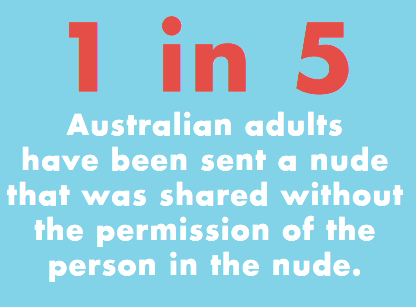 1 in 5
Australian adults
have been sent a nude
that was shared without
the permission of the
person in the nude.